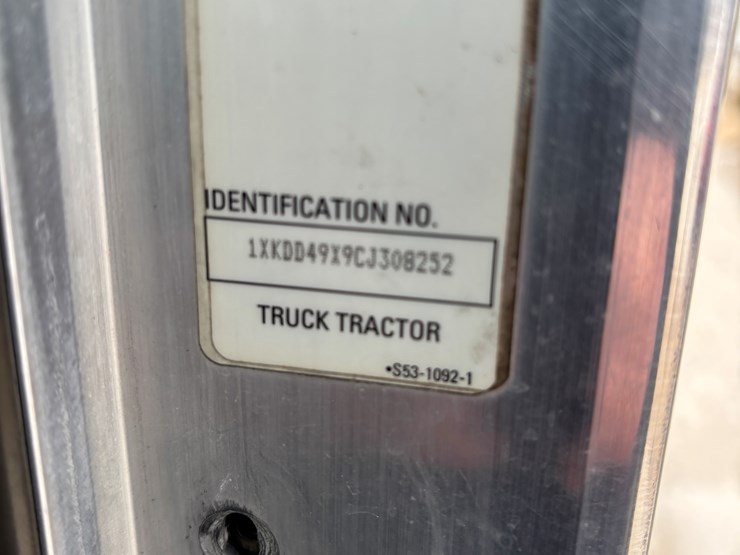 IDENTIFICATION NO.
1XKDD49X9CJ308252
TRUCK TRACTOR
•S53-1092-1